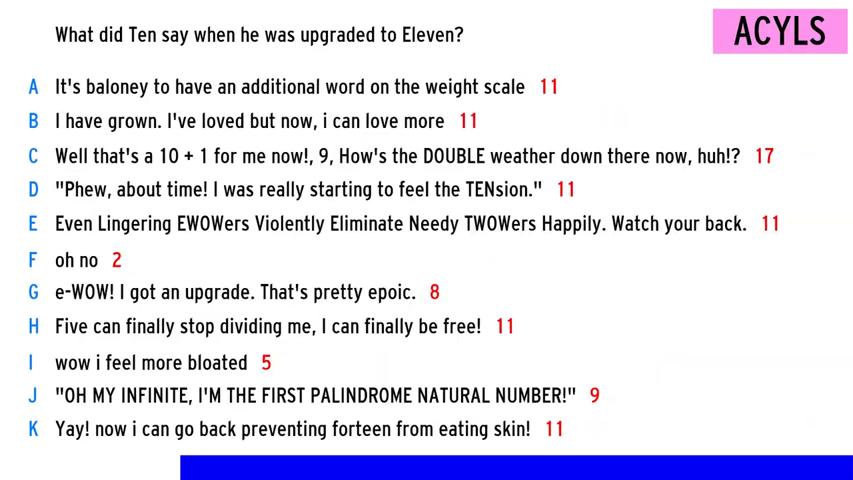 What did Ten say when he was upgraded to Eleven?
ACYLS
A It's baloney to have an additional word on the weight scale 11
B I have grown. I've loved but now, i can love more 11
C Well that's a 10 + 1 for me now!, 9, How's the DOUBLE weather down there now, huh!? 17
D "Phew, about time! I was really starting to feel the TENsion." 11
E Even Lingering EWOWers Violently Eliminate Needy TWOWers Happily. Watch your back. 11
F oh no 2
G e-WOW! I got an upgrade. That's pretty epoic. 8
H Five can finally stop dividing me, I can finally be free! 11
I wow i feel more bloated 5
J "OH MY INFINITE, I'M THE FIRST PALINDROME NATURAL NUMBER!" 9
K Yay! now i can go back preventing forteen from eating skin! 11